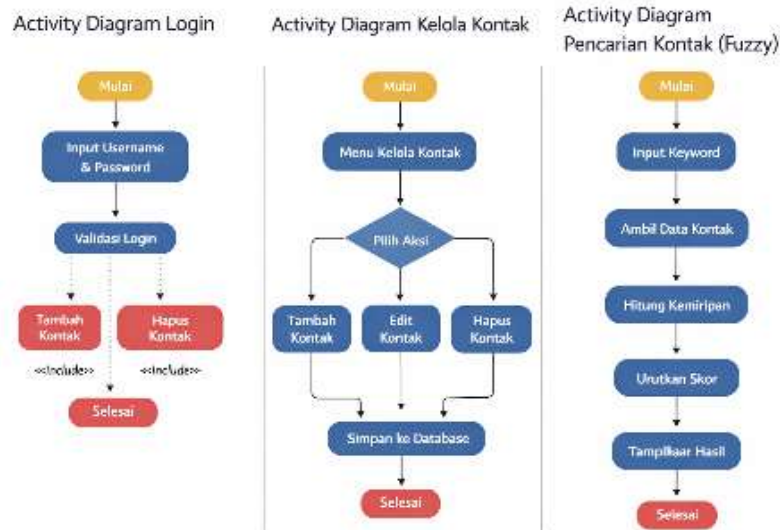 Activity Diagram Login
Mulai
Input Username
& Password
Validasi Login
Tambah
Kontak
Hapus
Kontak
<<include>>
<<include>>
Selesai
Activity Diagram Kelola Kontak
Mulai
Menu Kelola Kontak
Pilih Aksi
Tambah
Kontak
Edit
Kontak
Hapus
Kontak
Simpan ke Database
Selesai
Activity Diagram
Pencarian Kontak (Fuzzy)
Mulai
Input Keyword
Ambil Data Kontak
Hitung Kemiripan
Urutkan Skor
Tampilkaar Hasil
Selesai